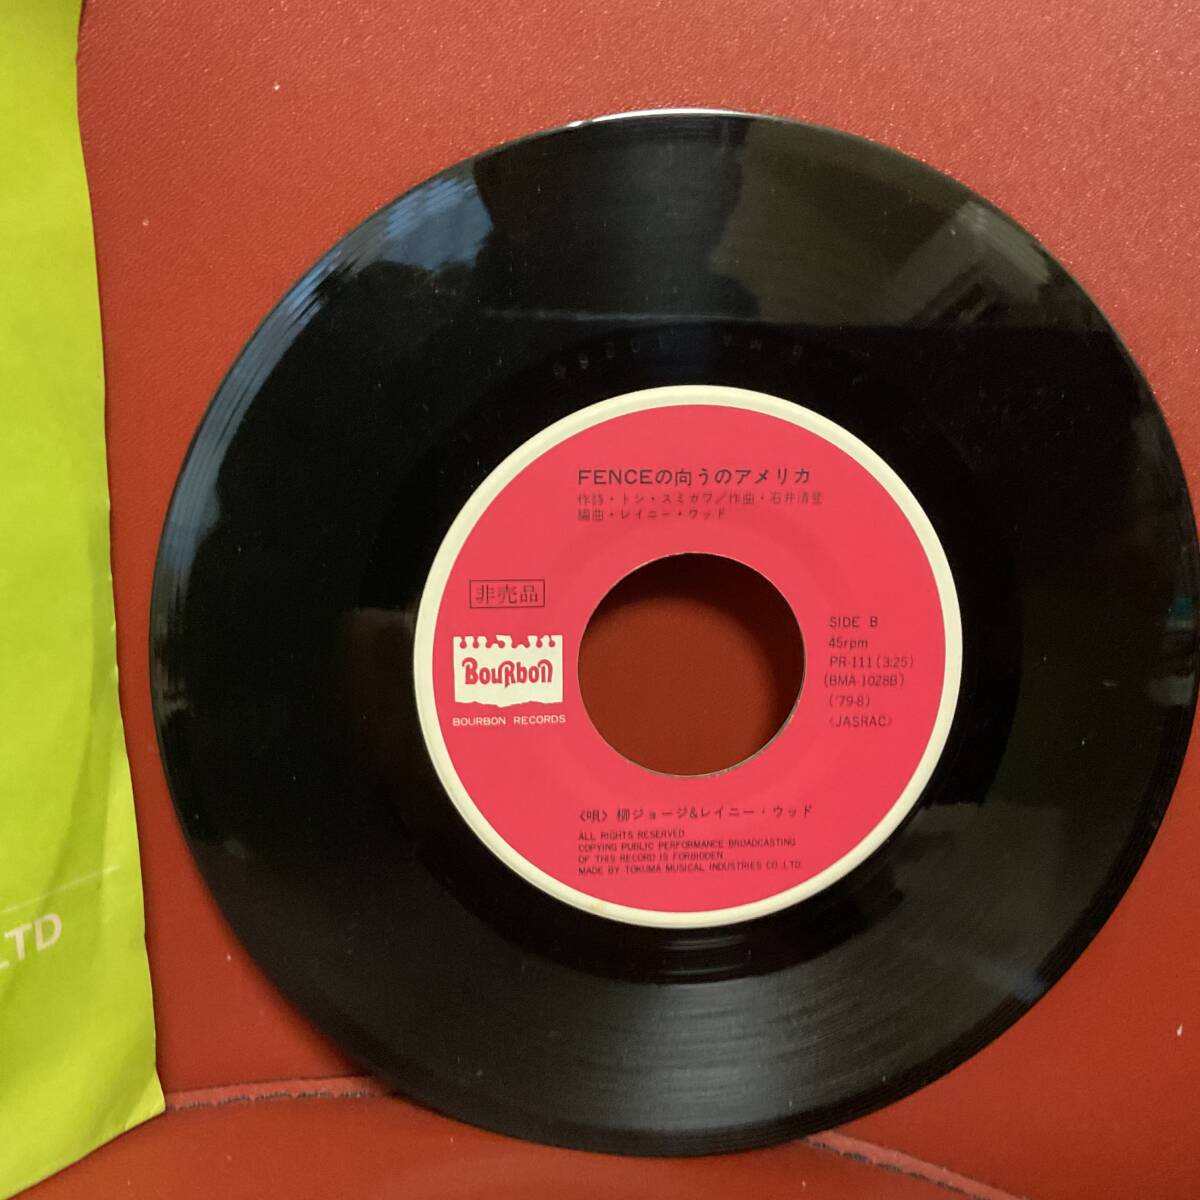 FENCEの向うのアメリカ
作詩・トシ・スミカワ/作曲・石井清登
編曲・レイニー・ウッド
非売品
BouRbon
BOURBON RECORDS
SIDE B
45rpm
PR-111 (3:25)
(BMA-1028B)
('79-8)
〈JASRAC〉
〈唄〉 柳ジョージ&レイニー・ウッド
ALL RIGHTS RESERVED
COPYING PUBLIC PERFORMANCE BROADCASTING
OF THIS RECORD IS FORBIDDEN
MADE BY TOKUMA MUSICAL INDUSTRIES CO.,LTD.
LTD